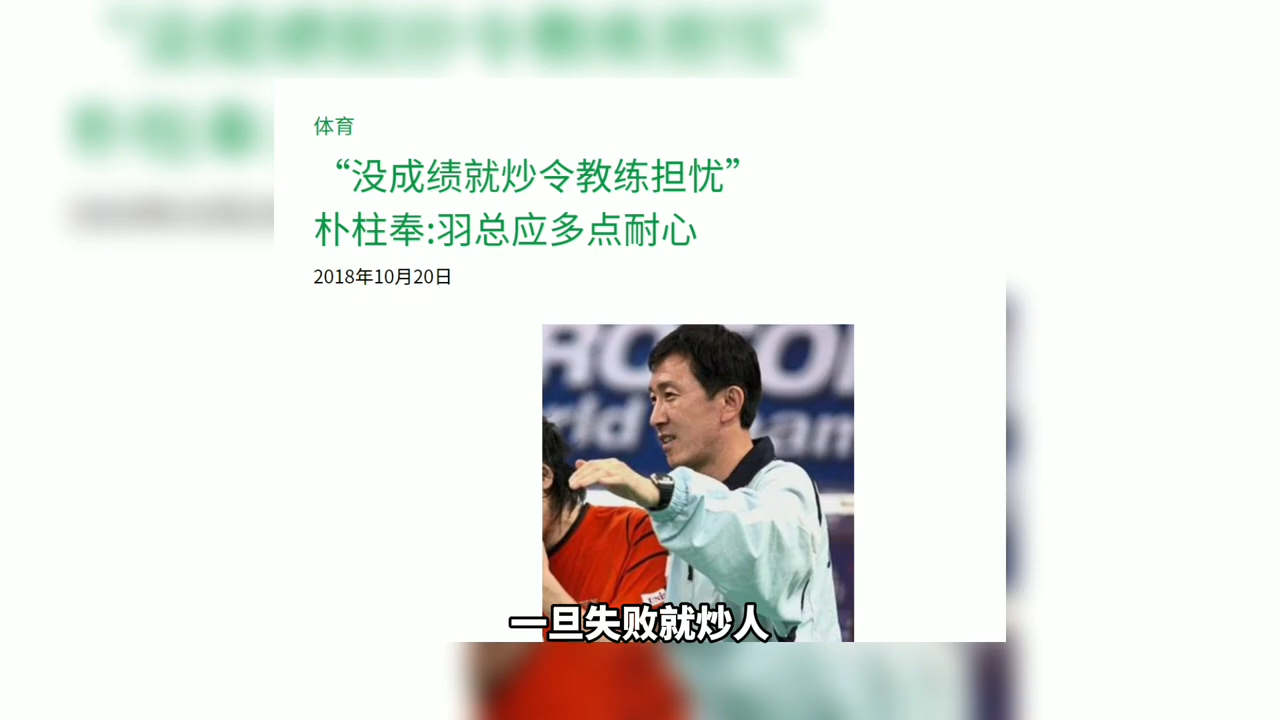 体育
“没成绩就炒令教练担忧”
朴柱奉:羽总应多点耐心
2018年10月20日
一旦失败就炒人